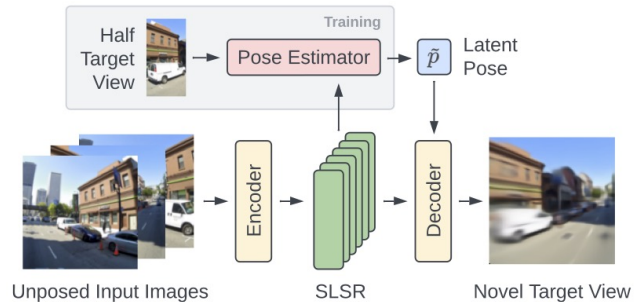 Training
Half
Target
View
Pose Estimator
p̃
Latent
Pose
Encoder
Decoder
Unposed Input Images
SLSR
Novel Target View